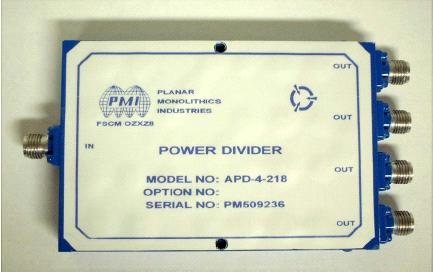 OUT
PMI
PLANAR
MONOLITHICS
INDUSTRIES
FSCM-OZXZ8
OUT
IN
POWER DIVIDER
OUT
MODEL NO: APD-4-218
OPTION NO:
SERIAL NO: PM509236
OUT